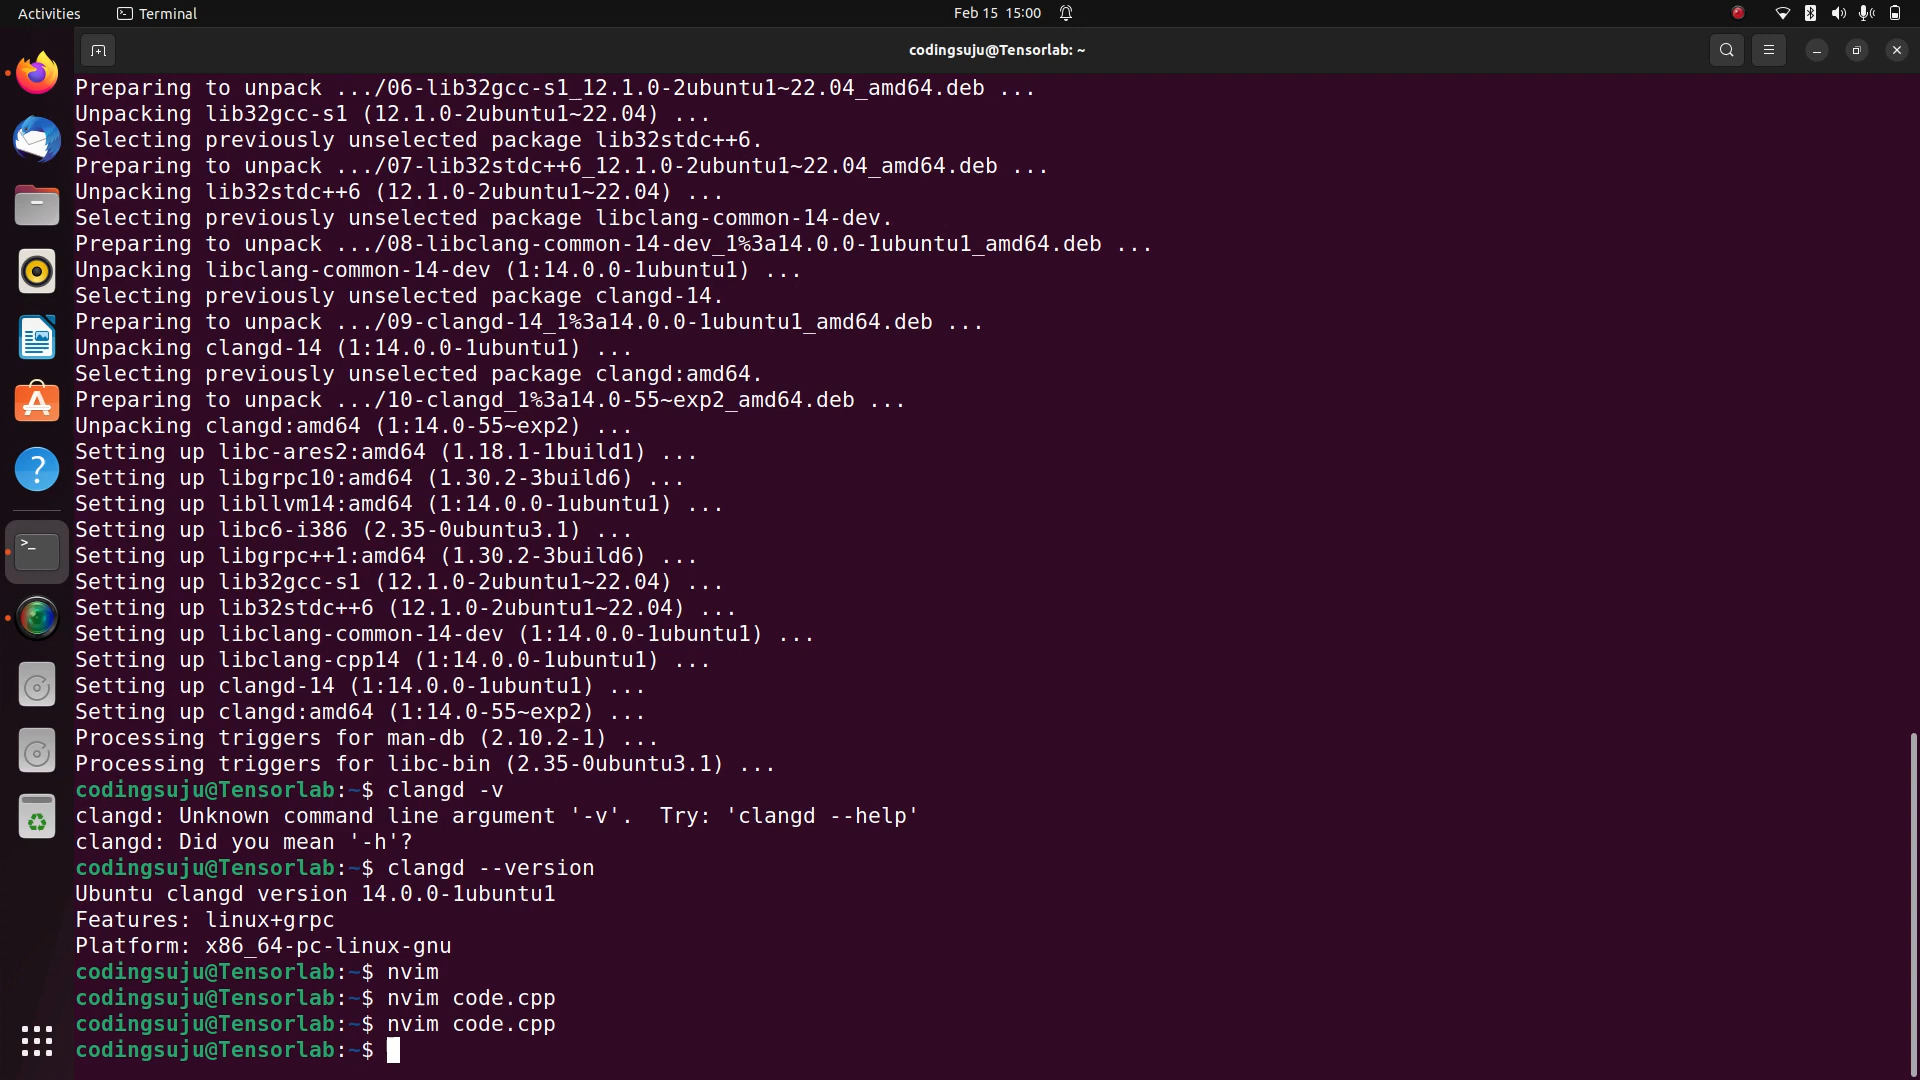 Activities
Terminal
Feb 15 15:00
codingsuju@Tensorlab: ~
Preparing to unpack .../06-lib32gcc-s1_12.1.0-2ubuntu1~22.04_amd64.deb ...
Unpacking lib32gcc-s1 (12.1.0-2ubuntu1~22.04) ...
Selecting previously unselected package lib32stdc++6.
Preparing to unpack .../07-lib32stdc++6_12.1.0-2ubuntu1~22.04_amd64.deb ...
Unpacking lib32stdc++6 (12.1.0-2ubuntu1~22.04) ...
Selecting previously unselected package libclang-common-14-dev.
Preparing to unpack .../08-libclang-common-14-dev_1%3a14.0.0-1ubuntu1_amd64.deb ...
Unpacking libclang-common-14-dev (1:14.0.0-1ubuntu1) ...
Selecting previously unselected package clangd-14.
Preparing to unpack .../09-clangd-14_1%3a14.0.0-1ubuntu1_amd64.deb ...
Unpacking clangd-14 (1:14.0.0-1ubuntu1) ...
Selecting previously unselected package clangd:amd64.
Preparing to unpack .../10-clangd_1%3a14.0-55~exp2_amd64.deb ...
Unpacking clangd:amd64 (1:14.0-55~exp2) ...
Setting up libc-ares2:amd64 (1.18.1-1build1) ...
Setting up libgrpc10:amd64 (1.30.2-3build6) ...
Setting up libllvm14:amd64 (1:14.0.0-1ubuntu1) ...
Setting up libc6-i386 (2.35-0ubuntu3.1) ...
Setting up libgrpc++1:amd64 (1.30.2-3build6) ...
Setting up lib32gcc-s1 (12.1.0-2ubuntu1~22.04) ...
Setting up lib32stdc++6 (12.1.0-2ubuntu1~22.04) ...
Setting up libclang-common-14-dev (1:14.0.0-1ubuntu1) ...
Setting up libclang-cpp14 (1:14.0.0-1ubuntu1) ...
Setting up clangd-14 (1:14.0.0-1ubuntu1) ...
Setting up clangd:amd64 (1:14.0-55~exp2) ...
Processing triggers for man-db (2.10.2-1) ...
Processing triggers for libc-bin (2.35-0ubuntu3.1) ...
codingsuju@Tensorlab:~$ clangd -v
clangd: Unknown command line argument '-v'.  Try: 'clangd --help'
clangd: Did you mean '-h'?
codingsuju@Tensorlab:~$ clangd --version
Ubuntu clangd version 14.0.0-1ubuntu1
Features: linux+grpc
Platform: x86_64-pc-linux-gnu
codingsuju@Tensorlab:~$ nvim
codingsuju@Tensorlab:~$ nvim code.cpp
codingsuju@Tensorlab:~$ nvim code.cpp
codingsuju@Tensorlab:~$